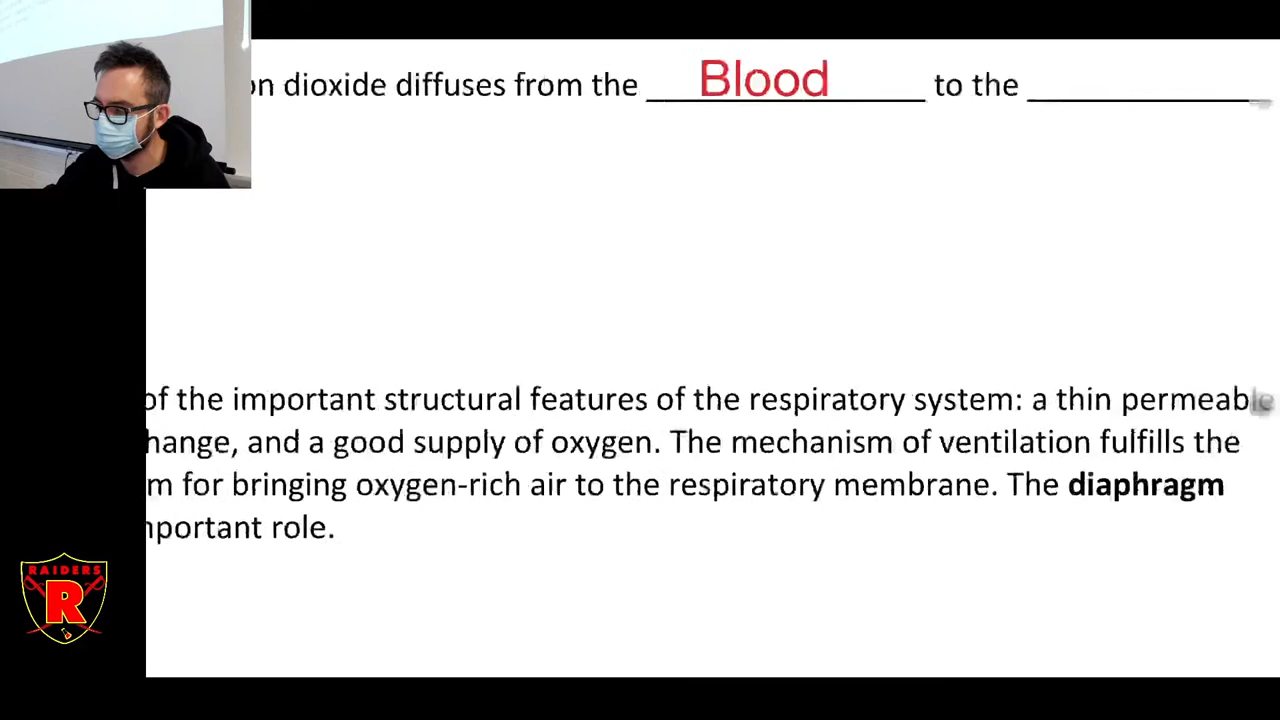 on dioxide diffuses from the Blood to the
of the important structural features of the respiratory system: a thin permeable
hange, and a good supply of oxygen. The mechanism of ventilation fulfills the
m for bringing oxygen-rich air to the respiratory membrane. The diaphragm
mportant role.
RAIDERS
R